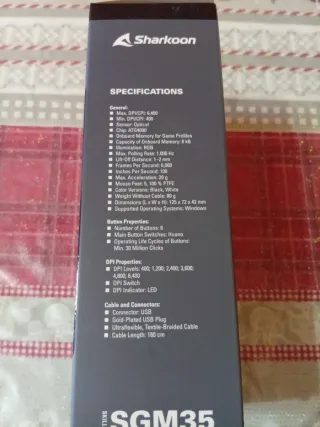 Sharkoon
SPECIFICATIONS
General:
■ Max. DPI/CPI: 6,400
■ Min. DPI/CPI: 400
■ Sensor: Optical
■ Chip: ATG4090
■ Onboard Memory for Game Profiles
■ Capacity of Onboard Memory: 8 kB
■ Illumination: RGB
■ Max. Polling Rate: 1,000 Hz
■ Lift-Off Distance: 1–2 mm
■ Frames Per Second: 6,600
■ Inches Per Second: 100
■ Max. Acceleration: 20 g
■ Mouse Feet: 5, 100 % PTFE
■ Color Versions: Black, White
■ Weight Without Cable: 90 g
■ Dimensions (L x W x H): 125 x 72 x 42 mm
■ Supported Operating Systems: Windows
Button Properties:
■ Number of Buttons: 6
■ Main Button Switches: Huano
■ Operating Life Cycles of Buttons:
Min. 30 Million Clicks
DPI Properties:
■ DPI Levels: 400; 1,200; 2,400; 3,600;
4,800; 6,400
■ DPI Switch
■ DPI Indicator: LED
Cable and Connectors:
■ Connector: USB
■ Gold-Plated USB Plug
■ Ultraflexible, Textile-Braided Cable
■ Cable Length: 180 cm
SKILL
SGM35